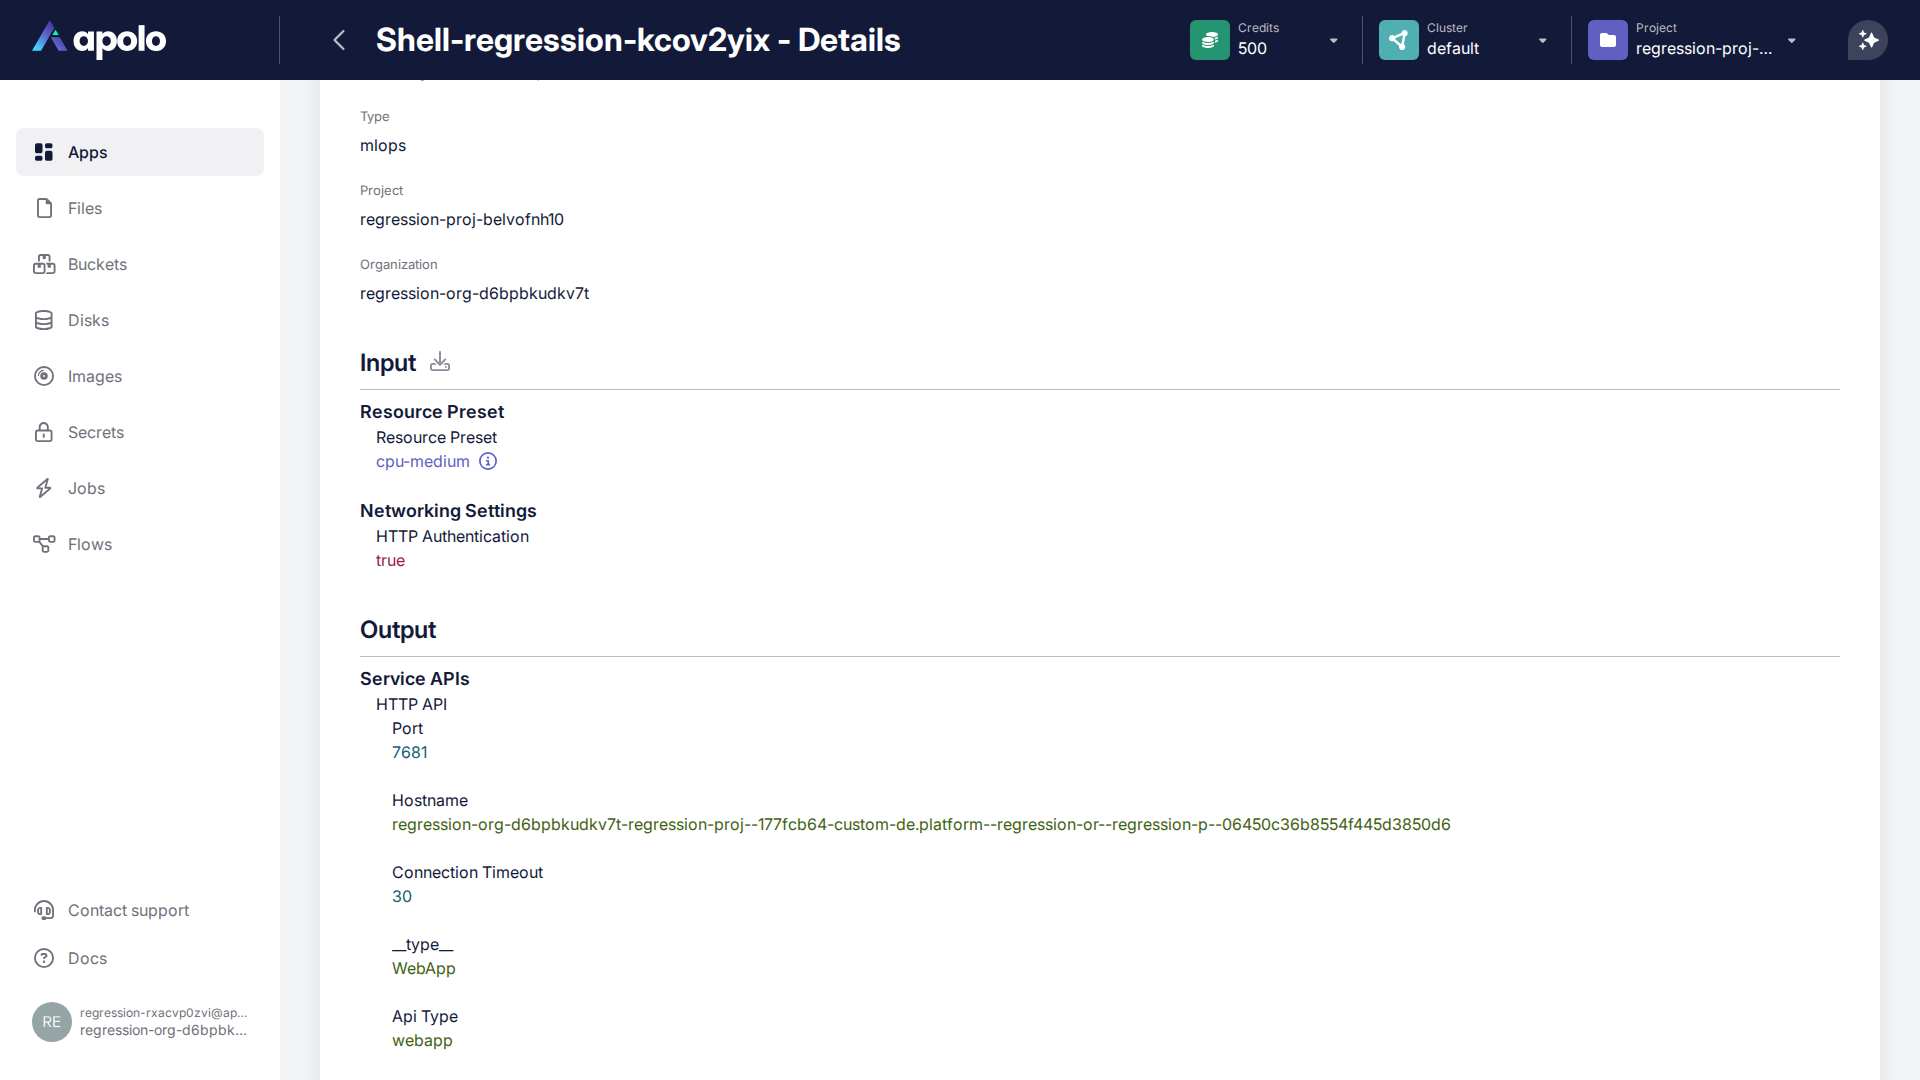 apolo
Shell-regression-kcov2yix - Details
Credits
500
Cluster
default
Project
regression-proj-...
Apps
Files
Buckets
Disks
Images
Secrets
Jobs
Flows
Contact support
Docs
RE
regression-rxacvp0zvi@ap...
regression-org-d6bpbk...
Type
mlops
Project
regression-proj-belvofnh10
Organization
regression-org-d6bpbkudkv7t
Input
Resource Preset
Resource Preset
cpu-medium
Networking Settings
HTTP Authentication
true
Output
Service APIs
HTTP API
Port
7681
Hostname
regression-org-d6bpbkudkv7t-regression-proj--177fcb64-custom-de.platform--regression-or--regression-p--06450c36b8554f445d3850d6
Connection Timeout
30
__type__
WebApp
Api Type
webapp